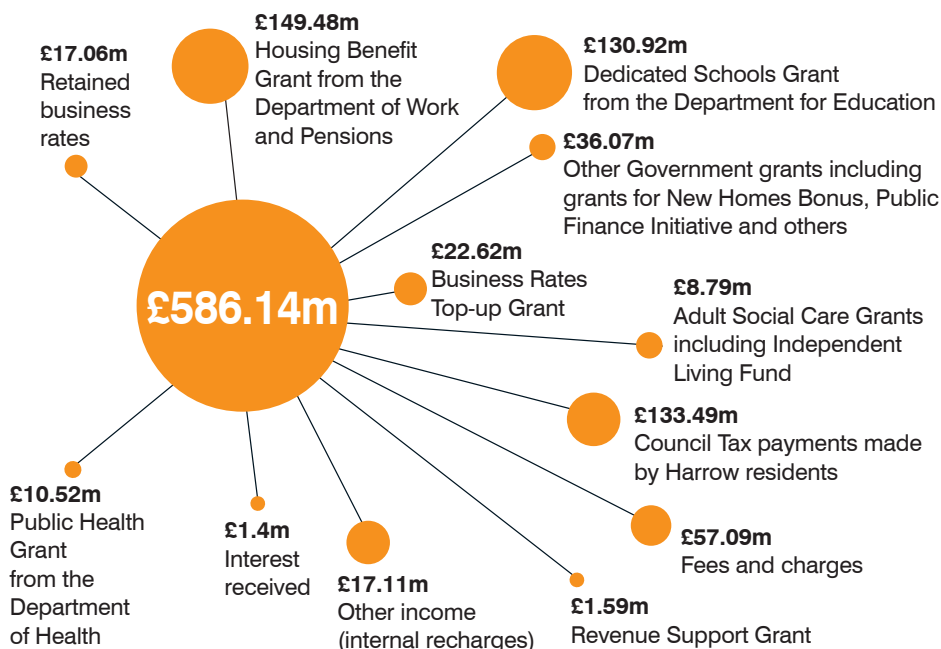 £149.48m
Housing Benefit
Grant from the
Department of Work
and Pensions
£17.06m
Retained
business
rates
£130.92m
Dedicated Schools Grant
from the Department for Education
£36.07m
Other Government grants including
grants for New Homes Bonus, Public
Finance Initiative and others
£22.62m
Business Rates
Top-up Grant
£586.14m
£8.79m
Adult Social Care Grants
including Independent
Living Fund
£133.49m
Council Tax payments made
by Harrow residents
£57.09m
Fees and charges
£10.52m
Public Health
Grant
from the
Department
of Health
£1.4m
Interest
received
£17.11m
Other income
(internal recharges)
£1.59m
Revenue Support Grant